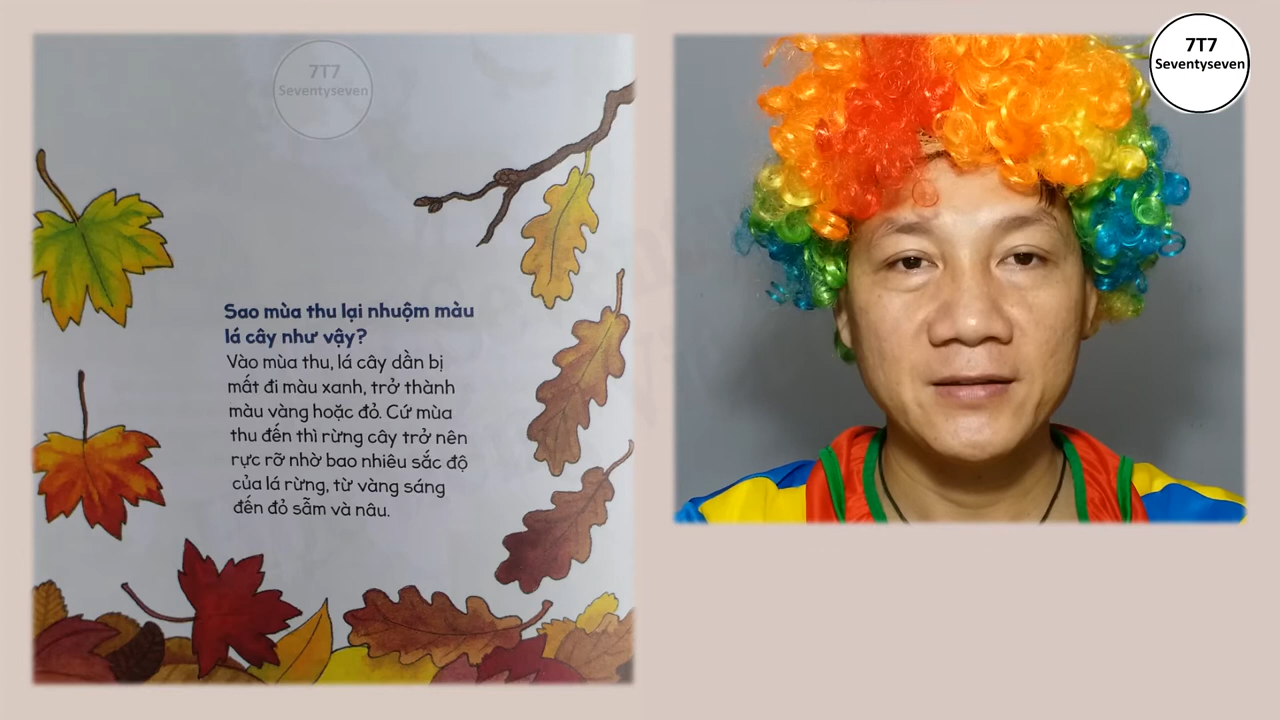 7T7
Seventyseven
Sao mùa thu lại nhuộm màu
lá cây như vậy?
Vào mùa thu, lá cây dần bị
mất đi màu xanh, trở thành
màu vàng hoặc đỏ. Cứ mùa
thu đến thì rừng cây trở nên
rực rỡ nhờ bao nhiêu sắc độ
của lá rừng, từ vàng sáng
đến đỏ sẫm và nâu.
7T7
Seventyseven